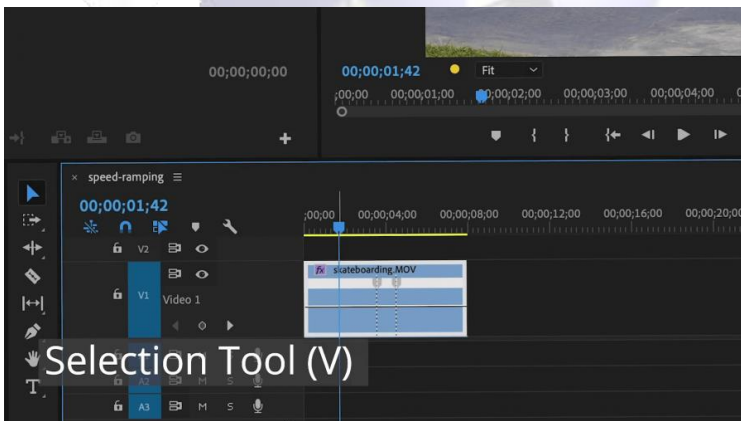 00;00;00;00
00;00;01;42 Fit
;00;00 00;00;01;00 00;00;02;00 00;00;03;00 00;00;04;00
× speed-ramping
00;00;01;42
;00;00 00;00;04;00 00;00;08;00 00;00;12;00 00;00;16;00 00;00;20;00
V2
fx skateboarding.MOV
V1 Video 1
Selection Tool (V)
A2 M S
T
A3 M S